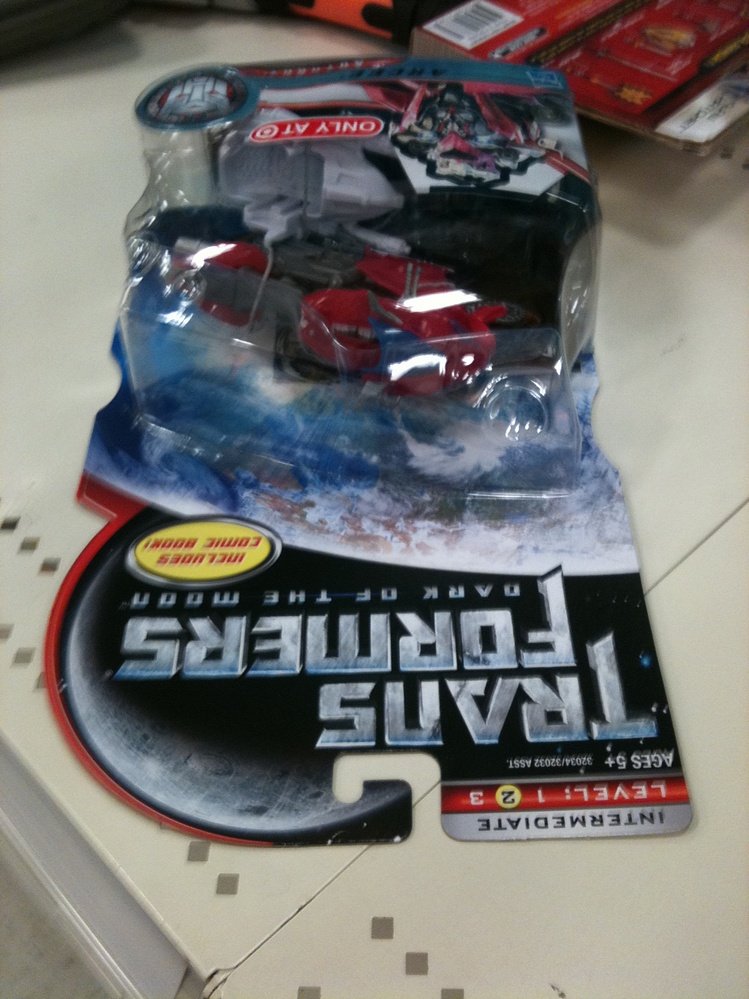 INTERMEDIATE
LEVEL: 1 2 3
AGES 5+
32034/32032 ASST.
TRANS
FORMERS
DARK OF THE MOON
INCLUDES
COMIC BOOK!
ONLY AT
ARCEE